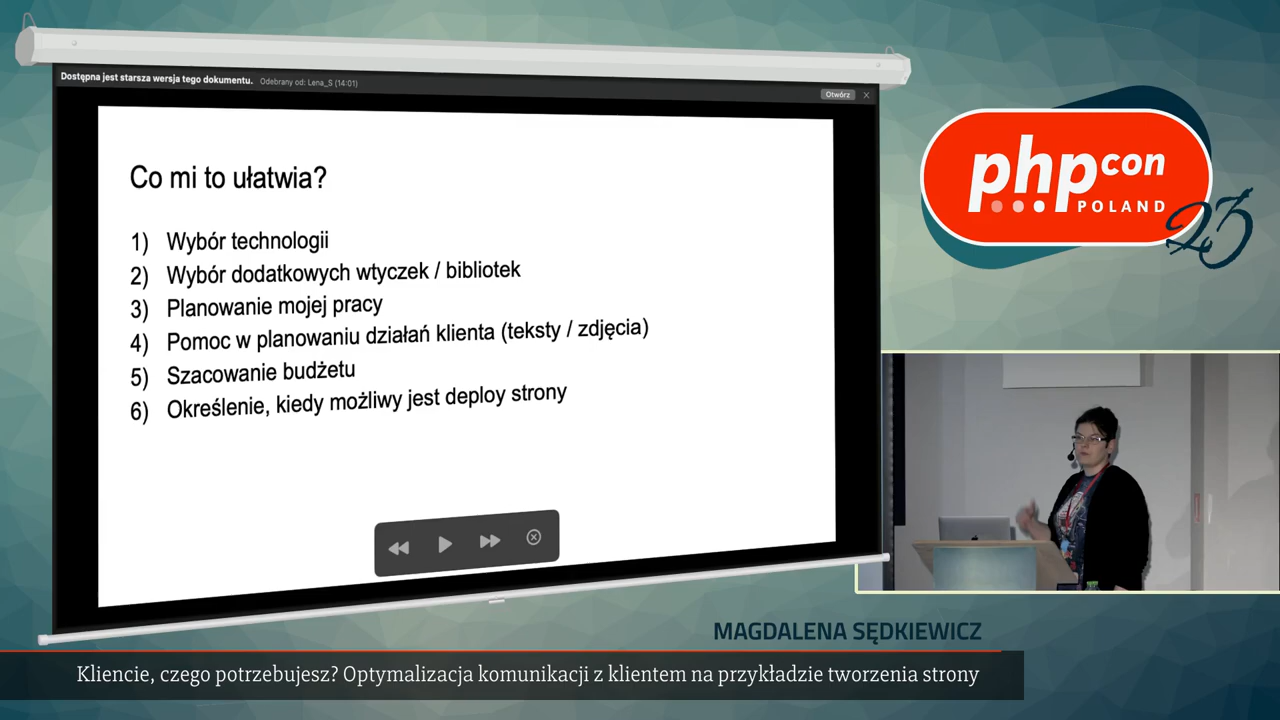 Dostępna jest starsza wersja tego dokumentu. Odebrany od: Lena_S (14:01)
Otwórz
Co mi to ułatwia?
1) Wybór technologii
2) Wybór dodatkowych wtyczek / bibliotek
3) Planowanie mojej pracy
4) Pomoc w planowaniu działań klienta (teksty / zdjęcia)
5) Szacowanie budżetu
6) Określenie, kiedy możliwy jest deploy strony
phpcon
POLAND
23
MAGDALENA SĘDKIEWICZ
Kliencie, czego potrzebujesz? Optymalizacja komunikacji z klientem na przykładzie tworzenia strony